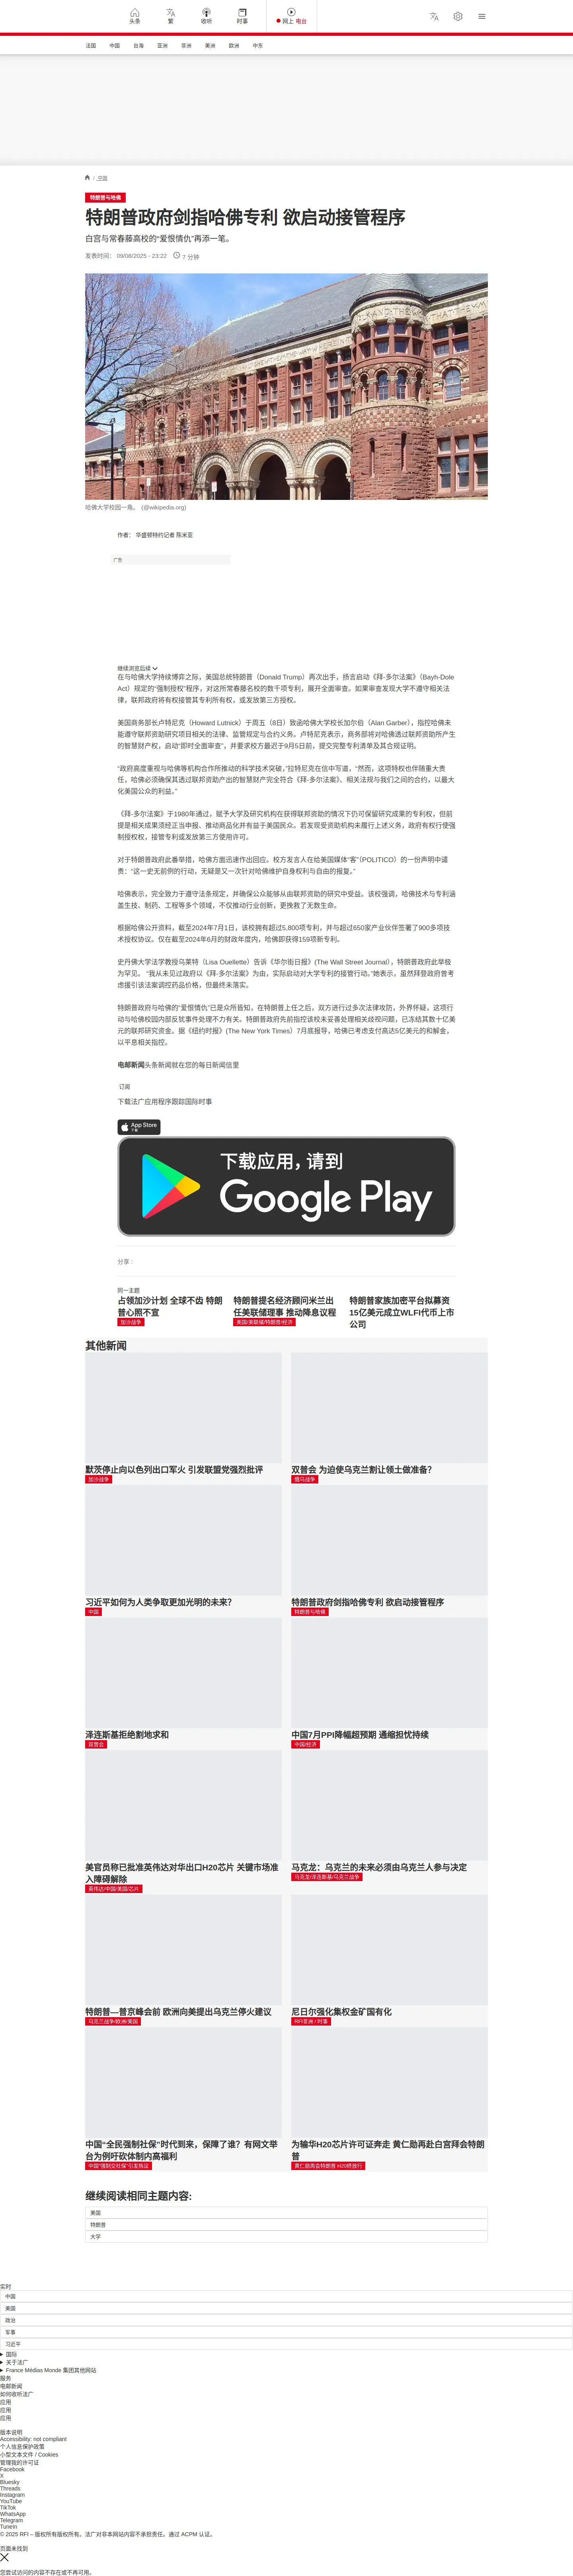 头条
繁
收听
时事
网上 电台
法国 中国 台海 亚洲 非洲 美洲 欧洲 中东
/ 中国
特朗普与哈佛
特朗普政府剑指哈佛专利 欲启动接管程序
白宫与常春藤高校的“爱恨情仇”再添一笔。
发表时间： 09/08/2025 - 23:22 7 分钟
哈佛大学校园一角。 (@wikipedia.org)
作者： 华盛顿特约记者 陈米亚
广告
继续浏览后续
在与哈佛大学持续博弈之际，美国总统特朗普（Donald Trump）再次出手，扬言启动《拜-多尔法案》（Bayh-Dole
Act）规定的“强制授权”程序，对这所常春藤名校的数千项专利，展开全面审查。如果审查发现大学不遵守相关法
律，联邦政府将有权接管其专利所有权，或发放第三方授权。
美国商务部长卢特尼克（Howard Lutnick）于周五（8日）致函哈佛大学校长加尔伯（Alan Garber），指控哈佛未
能遵守联邦资助研究项目相关的法律、监管规定与合约义务。卢特尼克表示，商务部将对哈佛透过联邦资助所产生
的智慧财产权，启动“即时全面审查”，并要求校方最迟于9月5日前，提交完整专利清单及其合规证明。
“政府高度重视与哈佛等机构合作所推动的科学技术突破，”拉特尼克在信中写道，“然而，这项特权也伴随重大责
任，哈佛必须确保其透过联邦资助产出的智慧财产完全符合《拜-多尔法案》、相关法规与我们之间的合约，以最大
化美国公众的利益。”
《拜-多尔法案》于1980年通过，赋予大学及研究机构在获得联邦资助的情况下仍可保留研究成果的专利权，但前
提是相关成果须经正当申报、推动商品化并有益于美国民众。若发现受资助机构未履行上述义务，政府有权行使强
制授权权，接管专利或发放第三方使用许可。
对于特朗普政府此番举措，哈佛方面迅速作出回应。校方发言人在给美国媒体“客”（POLITICO）的一份声明中谴
责：“这一史无前例的行动，无疑是又一次针对哈佛维护自身权利与自由的报复。”
哈佛表示，完全致力于遵守法条规定，并确保公众能够从由联邦资助的研究中受益。该校强调，哈佛技术与专利涵
盖生技、制药、工程等多个领域，不仅推动行业创新，更挽救了无数生命。
根据哈佛公开资料，截至2024年7月1日，该校拥有超过5,800项专利，并与超过650家产业伙伴签署了900多项技
术授权协议。仅在截至2024年6月的财政年度内，哈佛即获得159项新专利。
史丹佛大学法学教授乌莱特（Lisa Ouellette）告诉《华尔街日报》(The Wall Street Journal），特朗普政府此举极
为罕见。 “我从未见过政府以《拜-多尔法案》为由，实际启动对大学专利的接管行动。”她表示，虽然拜登政府曾考
虑援引该法案调控药品价格，但最终未落实。
特朗普政府与哈佛的“爱恨情仇”已是众所皆知，在特朗普上任之后，双方进行过多次法律攻防，外界怀疑，这项行
动与哈佛校园内部反犹事件处理不力有关。特朗普政府先前指控该校未妥善处理相关歧视问题，已冻结其数十亿美
元的联邦研究资金。据《纽约时报》(The New York Times）7月底报导，哈佛已考虑支付高达5亿美元的和解金，
以平息相关指控。
电邮新闻头条新闻就在您的每日新闻信里
订阅
下载法广应用程序跟踪国际时事
App Store
下载
下载应用，请到
Google Play
分享 :
同一主题
占领加沙计划 全球不齿 特朗
普心照不宣
加沙战争
特朗普提名经济顾问米兰出
任美联储理事 推动降息议程
美国/美联储/特朗普/经济
特朗普家族加密平台拟募资
15亿美元成立WLFI代币上市
公司
其他新闻
默茨停止向以色列出口军火 引发联盟党强烈批评
加沙战争
双普会 为迫使乌克兰割让领土做准备？
俄乌战争
习近平如何为人类争取更加光明的未来？
中国
特朗普政府剑指哈佛专利 欲启动接管程序
特朗普与哈佛
泽连斯基拒绝割地求和
双普会
中国7月PPI降幅超预期 通缩担忧持续
中国/经济
美官员称已批准英伟达对华出口H20芯片 关键市场准
入障碍解除
英伟达/中国/美国/芯片
马克龙：乌克兰的未来必须由乌克兰人参与决定
马克龙/泽连斯基/乌克兰战争
特朗普—普京峰会前 欧洲向美提出乌克兰停火建议
乌克兰战争/欧洲/美国
尼日尔强化集权金矿国有化
RFI非洲 / 时事
中国“全民强制社保”时代到来，保障了谁？有网文举
台为例吁砍体制内高福利
中国“强制交社保”引发热议
为输华H20芯片许可证奔走 黄仁勋再赴白宫拜会特朗
普
黄仁勋再会特朗普 H20终放行
继续阅读相同主题内容:
美国
特朗普
大学
实时
中国
美国
政治
军事
习近平
国际
关于法广
France Médias Monde 集团其他网站
服务
电邮新闻
如何收听法广
应用
应用
应用
版本说明
Accessibility: not compliant
个人信息保护政策
小型文本文件 / Cookies
管理我的许可证
Facebook
X
Bluesky
Threads
Instagram
YouTube
TikTok
WhatsApp
Telegram
TuneIn
© 2025 RFI – 版权所有版权所有。法广对非本网站内容不承担责任。通过 ACPM 认证。
页面未找到
您尝试访问的内容不存在或不再可用。